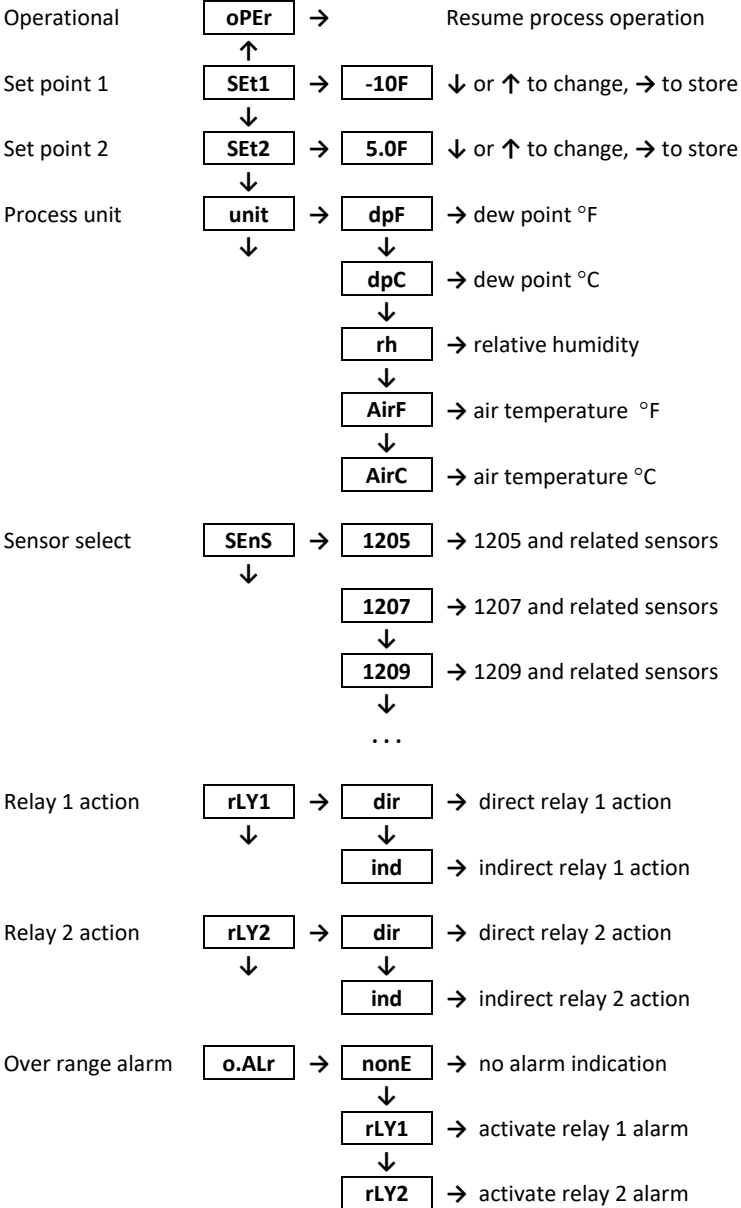 Operational oPEr → Resume process operation
↑
Set point 1 SEt1 → -10F ↓ or ↑ to change, → to store
↓
Set point 2 SEt2 → 5.0F ↓ or ↑ to change, → to store
↓
Process unit unit → dpF → dew point °F
↓ ↓
dpC → dew point °C
↓
rh → relative humidity
↓
AirF → air temperature °F
↓
AirC → air temperature °C
Sensor select SEnS → 1205 → 1205 and related sensors
↓
1207 → 1207 and related sensors
↓
1209 → 1209 and related sensors
↓
...
Relay 1 action rLY1 → dir → direct relay 1 action
↓ ↓
ind → indirect relay 1 action
Relay 2 action rLY2 → dir → direct relay 2 action
↓ ↓
ind → indirect relay 2 action
Over range alarm o.ALr → nonE → no alarm indication
↓
rLY1 → activate relay 1 alarm
↓
rLY2 → activate relay 2 alarm